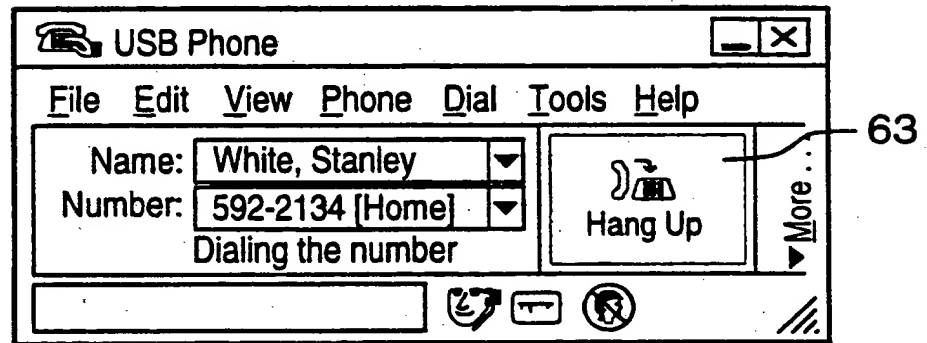 USB Phone
File Edit View Phone Dial Tools Help
63
Name: White, Stanley
Number: 592-2134 [Home]
Dialing the number
Hang Up
More...